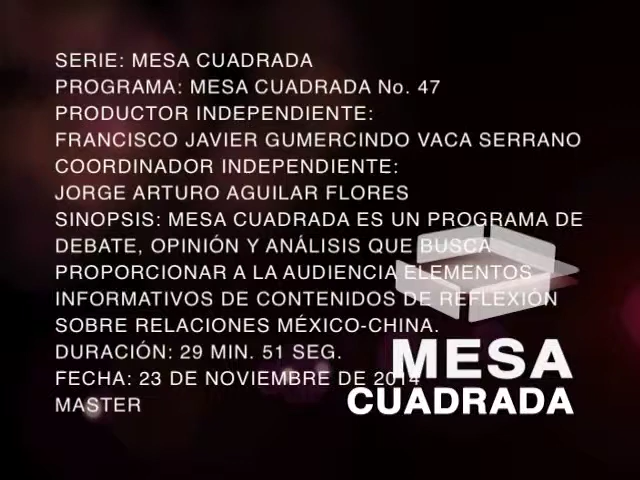 SERIE: MESA CUADRADA
PROGRAMA: MESA CUADRADA No. 47
PRODUCTOR INDEPENDIENTE:
FRANCISCO JAVIER GUMERCINDO VACA SERRANO
COORDINADOR INDEPENDIENTE:
JORGE ARTURO AGUILAR FLORES
SINOPSIS: MESA CUADRADA ES UN PROGRAMA DE
DEBATE, OPINIÓN Y ANÁLISIS QUE BUSCA
PROPORCIONAR A LA AUDIENCIA ELEMENTOS
INFORMATIVOS DE CONTENIDOS DE REFLEXIÓN
SOBRE RELACIONES MÉXICO-CHINA.
DURACIÓN: 29 MIN. 51 SEG.
FECHA: 23 DE NOVIEMBRE DE 2014
MASTER
MESA
CUADRADA